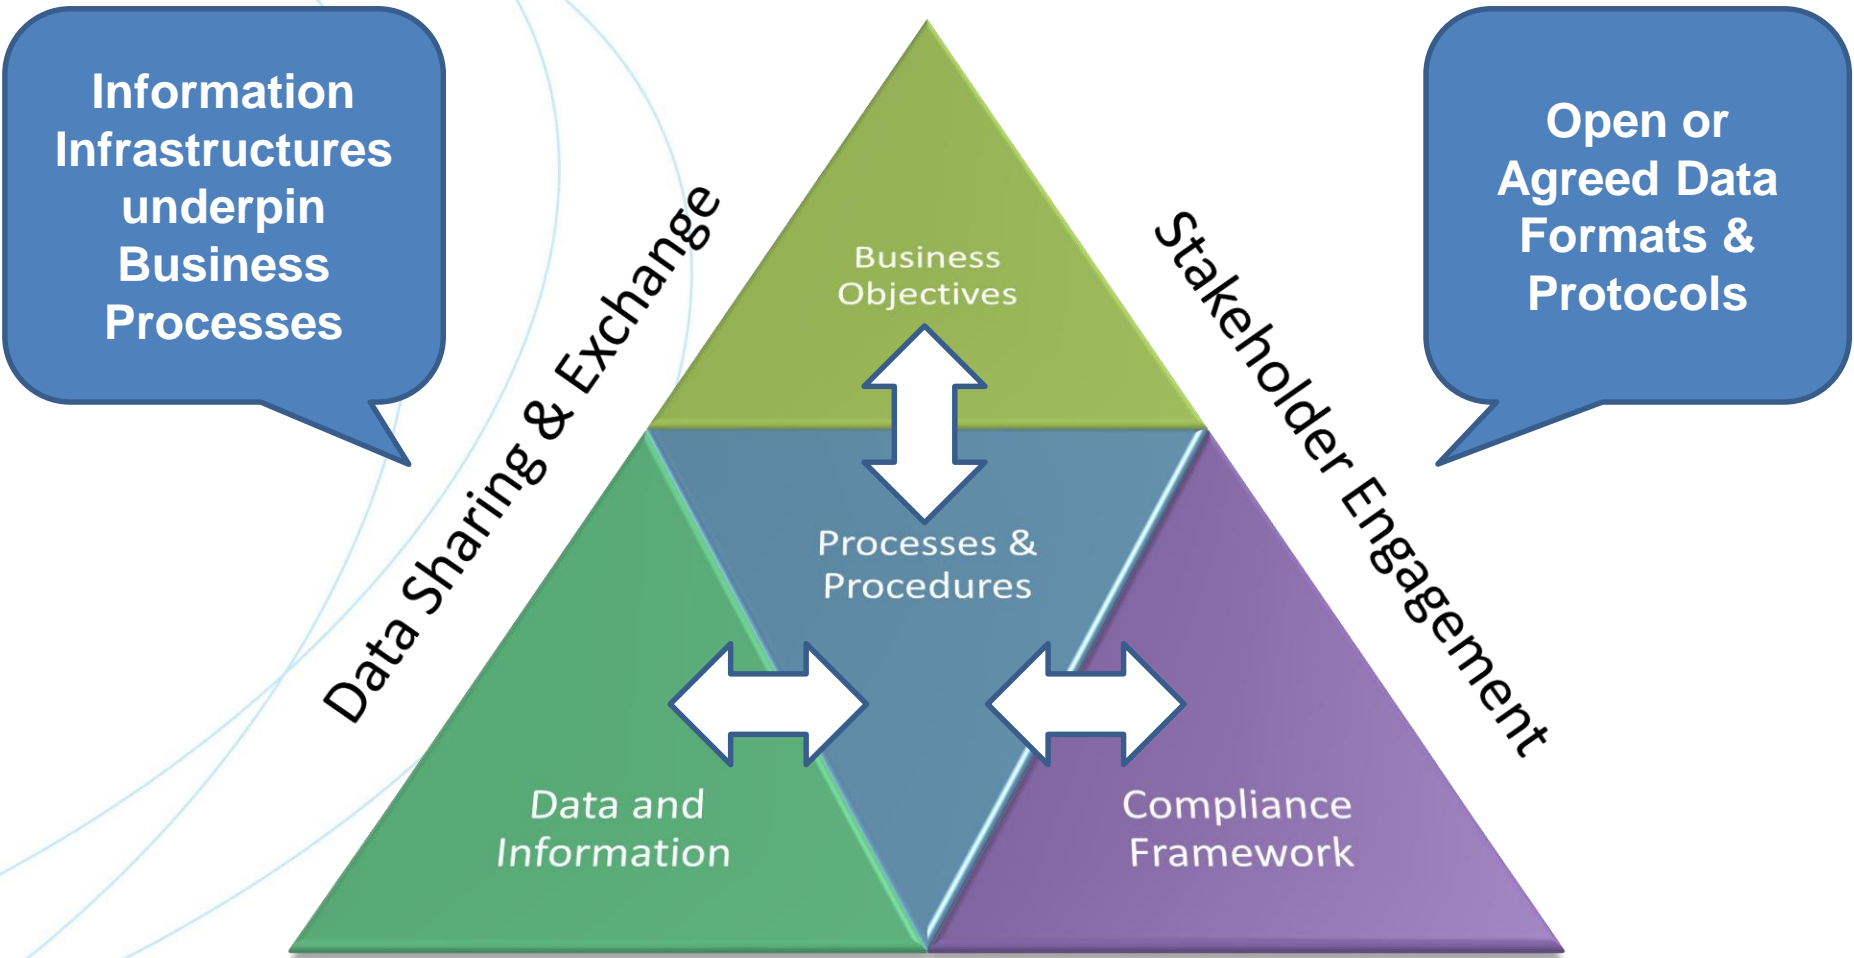 Information
Infrastructures
underpin
Business
Processes
Open or
Agreed Data
Formats &
Protocols
Data Sharing & Exchange
Stakeholder Engagement
Business
Objectives
Processes &
Procedures
Data and
Information
Compliance
Framework